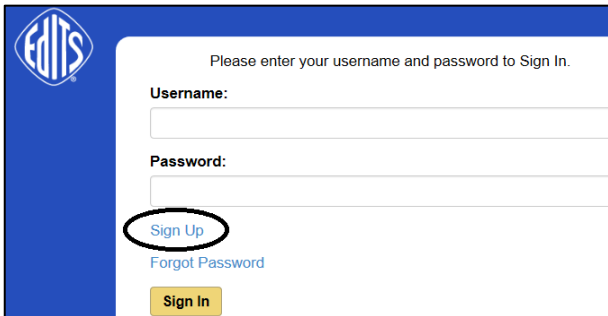 EdITS
Please enter your username and password to Sign In.
Username:
Password:
Sign Up
Forgot Password
Sign In